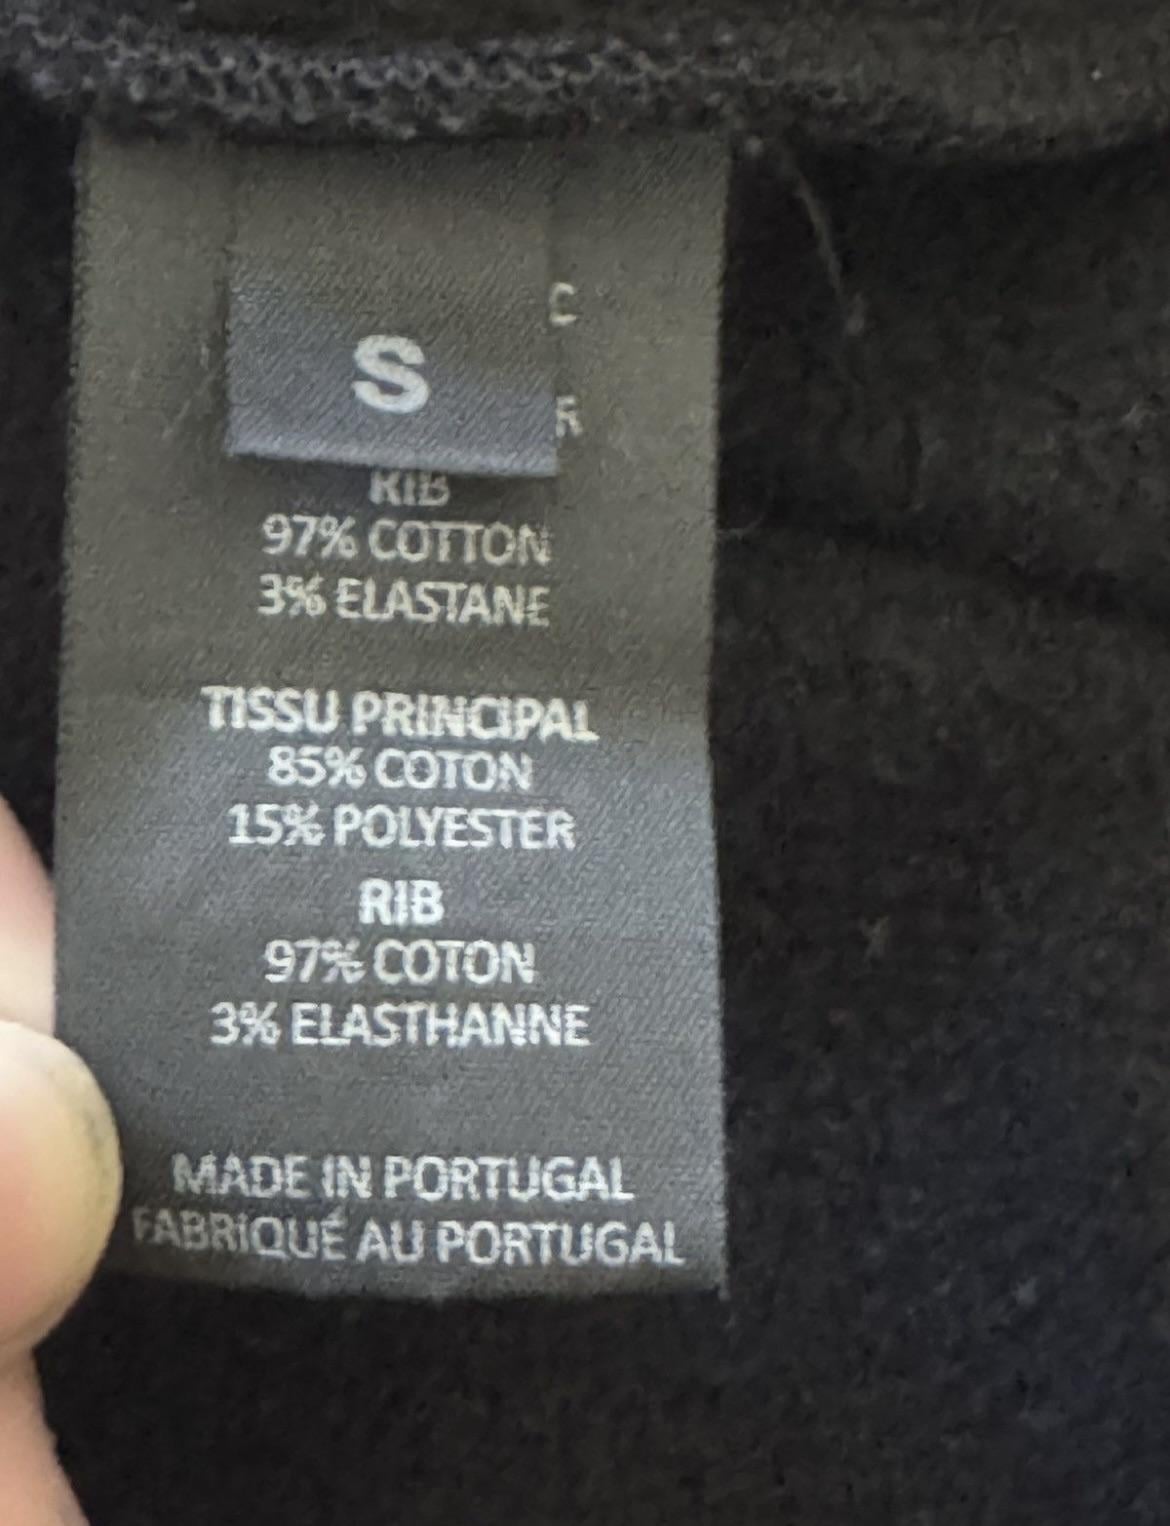 S
C
R
RIB
97% COTTON
3% ELASTANE
TISSU PRINCIPAL
85% COTON
15% POLYESTER
RIB
97% COTON
3% ELASTHANNE
MADE IN PORTUGAL
FABRIQUÉ AU PORTUGAL